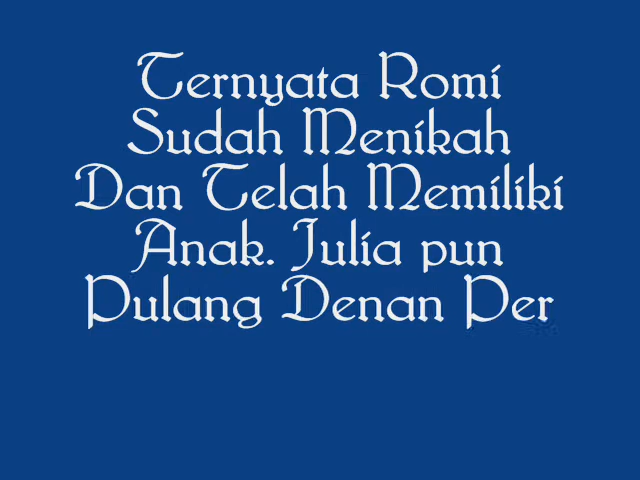 Ternyata Romi
Sudah Menikah
Dan Telah Memiliki
Anak. Julia pun
Pulang Denan Per